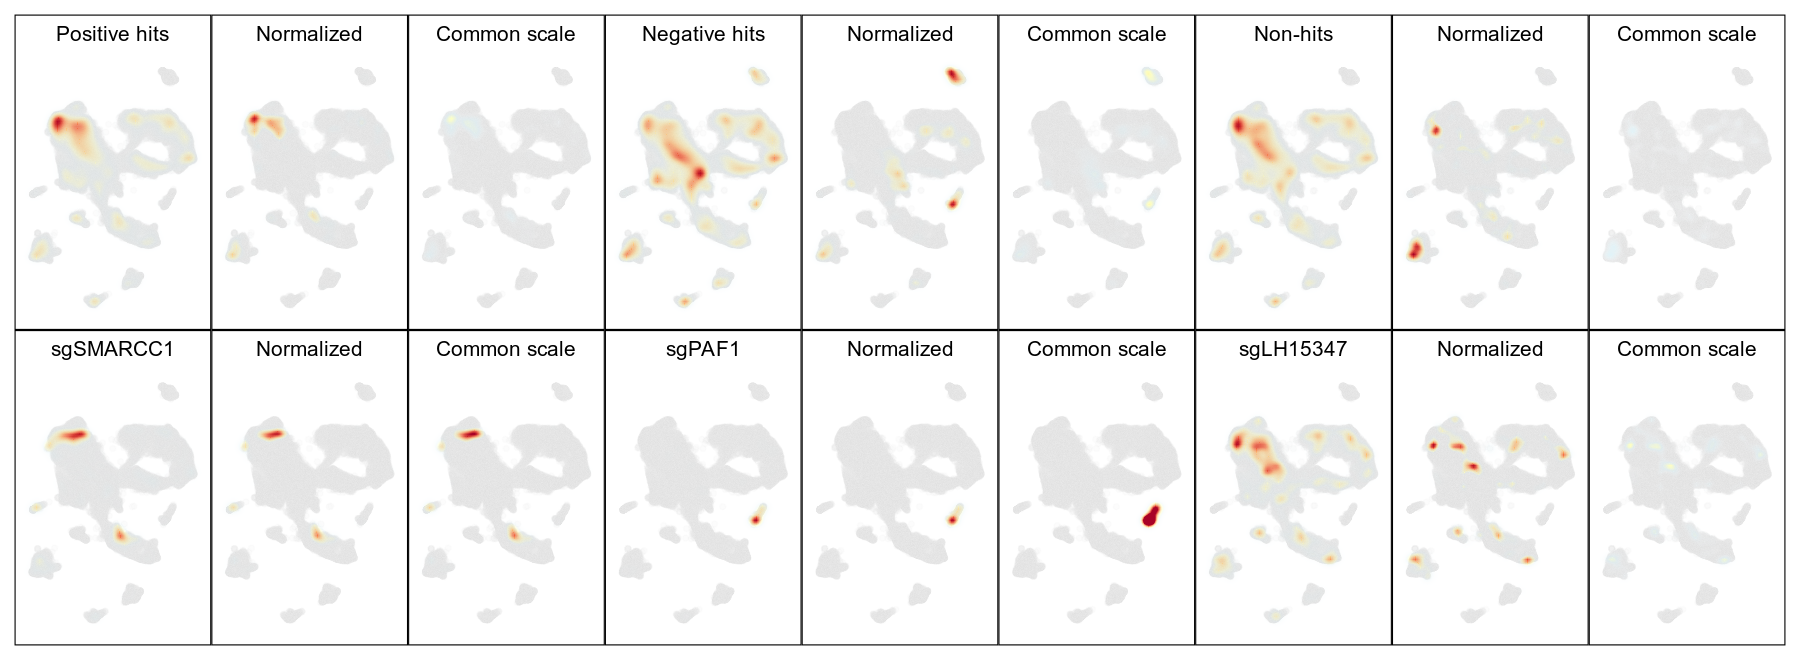 Positive hits
Normalized
Common scale
Negative hits
Normalized
Common scale
Non-hits
Normalized
Common scale
sgSMARCC1
Normalized
Common scale
sgPAF1
Normalized
Common scale
sgLH15347
Normalized
Common scale